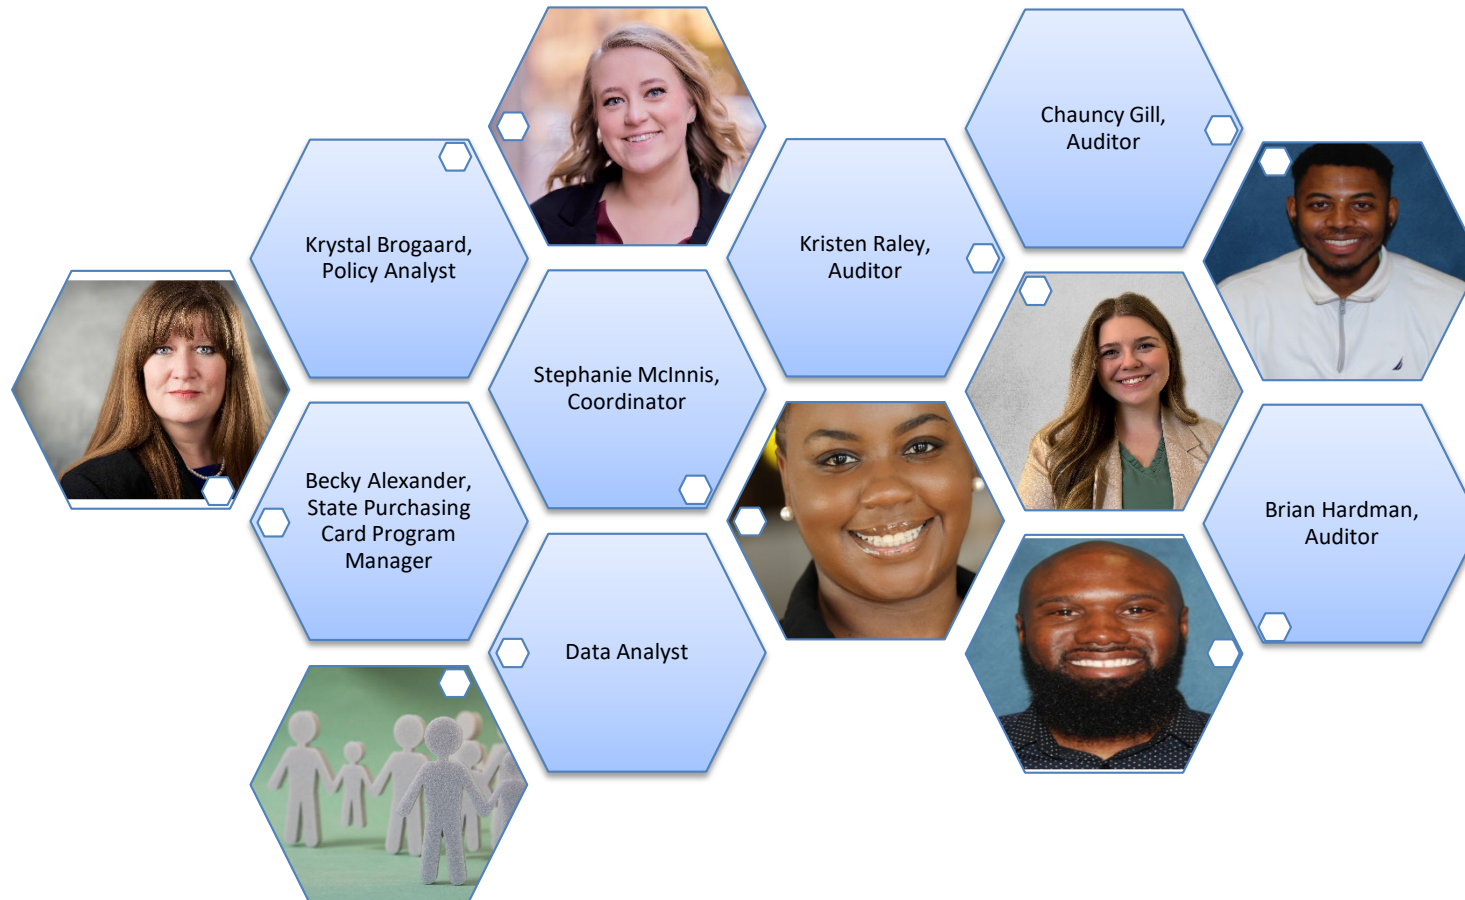 Chauncy Gill,
Auditor
Krystal Brogaard,
Policy Analyst
Kristen Raley,
Auditor
Stephanie McInnis,
Coordinator
Becky Alexander,
State Purchasing
Card Program
Manager
Brian Hardman,
Auditor
Data Analyst